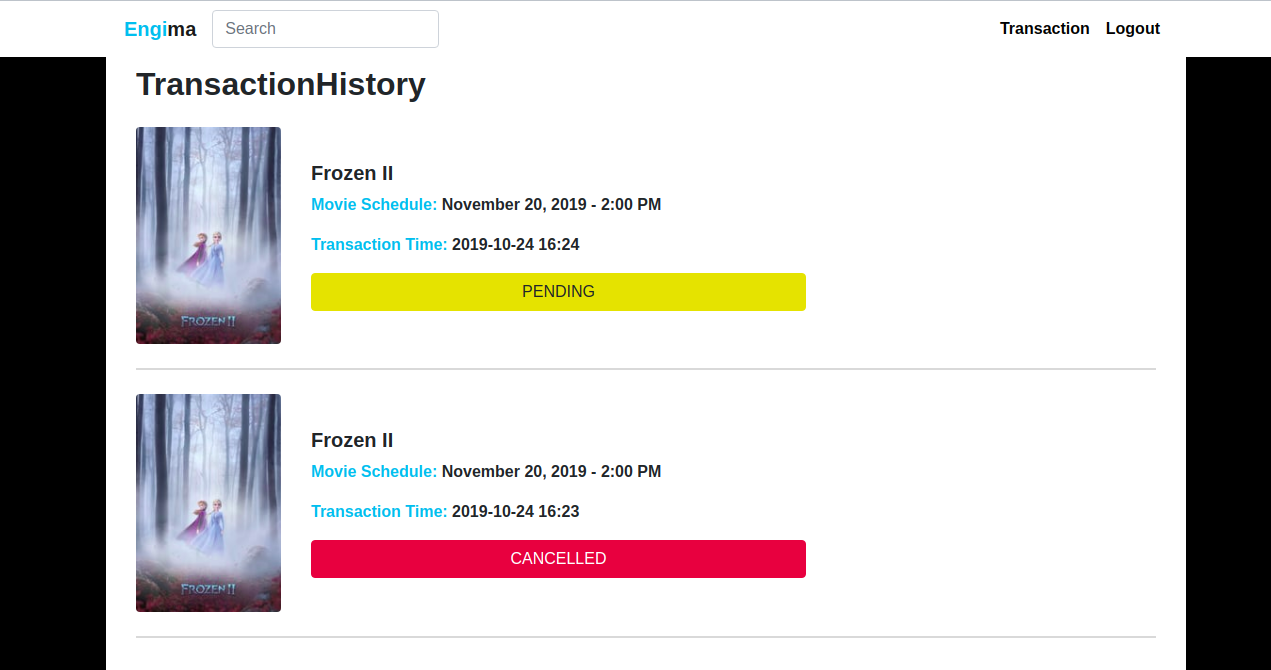 Engima Search Transaction Logout
TransactionHistory
Frozen II
Movie Schedule: November 20, 2019 - 2:00 PM
Transaction Time: 2019-10-24 16:24
PENDING
FROZEN II
Frozen II
Movie Schedule: November 20, 2019 - 2:00 PM
Transaction Time: 2019-10-24 16:23
CANCELLED
FROZEN II